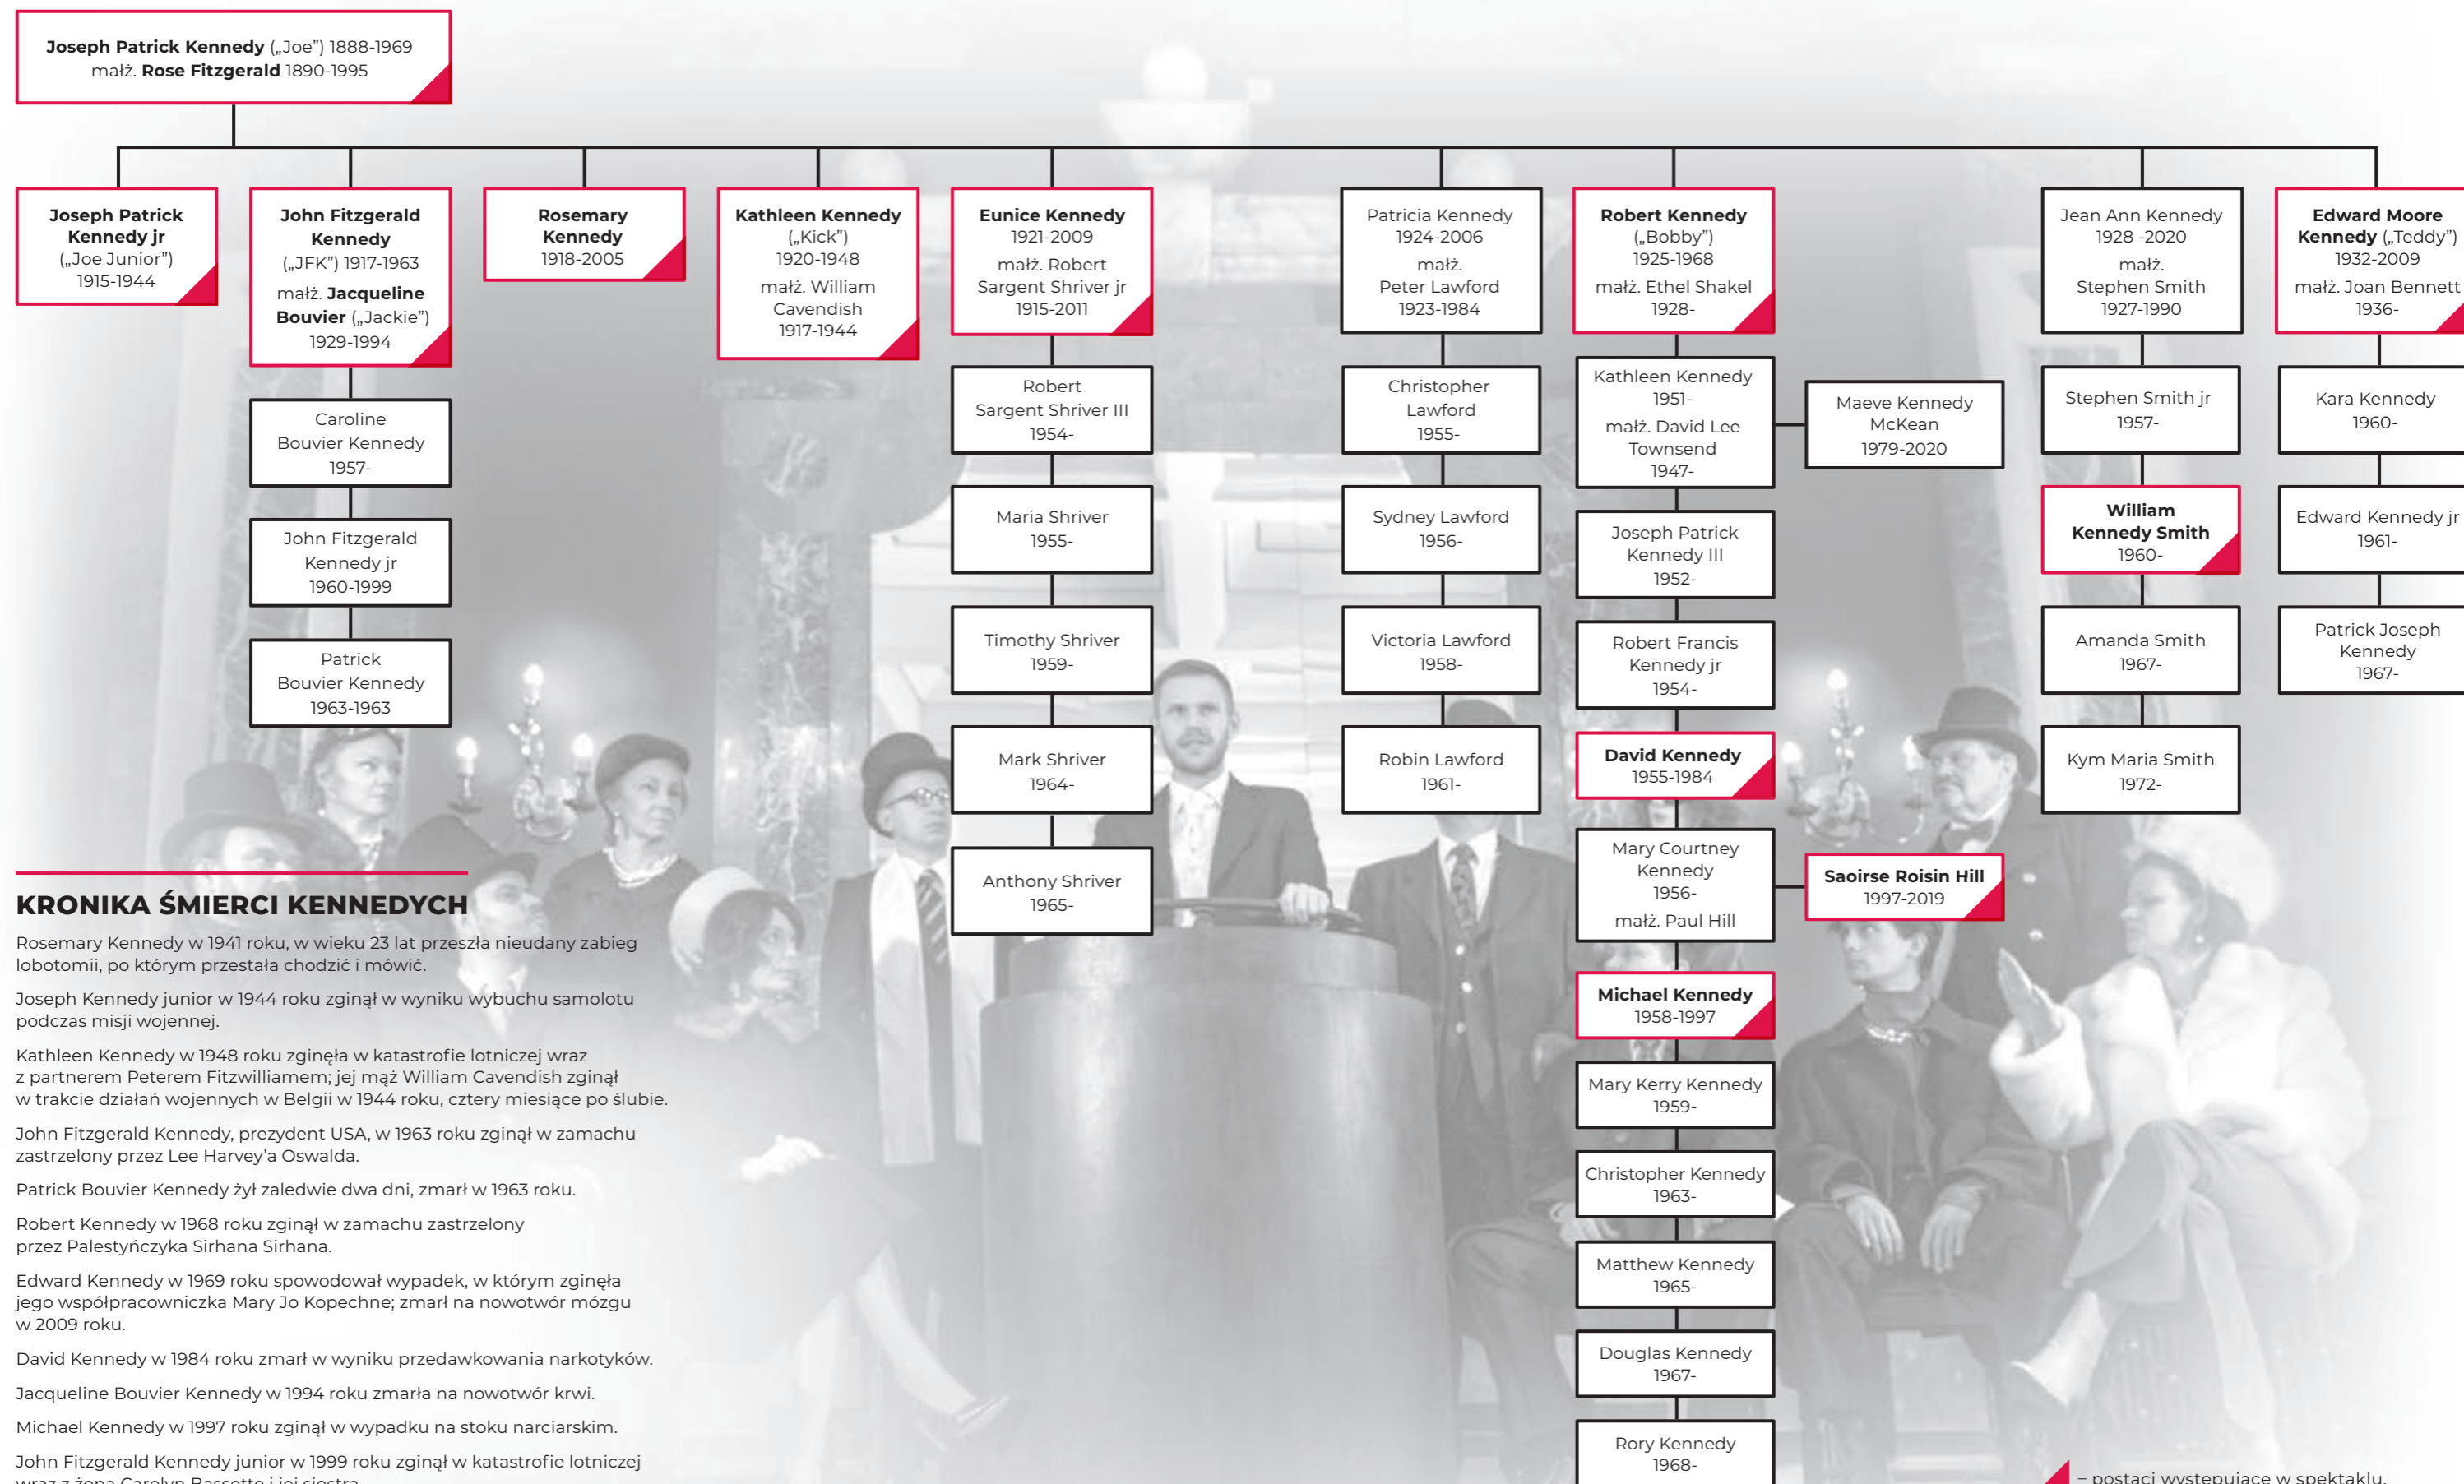 Joseph Patrick Kennedy („Joe”) 1888-1969
małż. Rose Fitzgerald 1890-1995
Joseph Patrick
Kennedy jr
(„Joe Junior”)
1915-1944
John Fitzgerald
Kennedy
(„JFK”) 1917-1963
małż. Jacqueline
Bouvier („Jackie”)
1929-1994
Caroline
Bouvier Kennedy
1957-
John Fitzgerald
Kennedy jr
1960-1999
Patrick
Bouvier Kennedy
1963-1963
Rosemary
Kennedy
1918-2005
Kathleen Kennedy
(„Kick”)
1920-1948
małż. William
Cavendish
1917-1944
Eunice Kennedy
1921-2009
małż. Robert
Sargent Shriver jr
1915-2011
Robert
Sargent Shriver III
1954-
Maria Shriver
1955-
Timothy Shriver
1959-
Mark Shriver
1964-
Anthony Shriver
1965-
Patricia Kennedy
1924-2006
małż.
Peter Lawford
1923-1984
Christopher
Lawford
1955-
Sydney Lawford
1956-
Victoria Lawford
1958-
Robin Lawford
1961-
Robert Kennedy
(„Bobby”)
1925-1968
małż. Ethel Shakel
1928-
Kathleen Kennedy
1951-
małż. David Lee
Townsend
1947-
Maeve Kennedy
McKean
1979-2020
Joseph Patrick
Kennedy III
1952-
Robert Francis
Kennedy jr
1954-
David Kennedy
1955-1984
Mary Courtney
Kennedy
1956-
małż. Paul Hill
Saoirse Roisin Hill
1997-2019
Michael Kennedy
1958-1997
Mary Kerry Kennedy
1959-
Christopher Kennedy
1963-
Matthew Kennedy
1965-
Douglas Kennedy
1967-
Rory Kennedy
1968-
Jean Ann Kennedy
1928 -2020
małż.
Stephen Smith
1927-1990
Stephen Smith jr
1957-
William
Kennedy Smith
1960-
Amanda Smith
1967-
Kym Maria Smith
1972-
Edward Moore
Kennedy („Teddy”)
1932-2009
małż. Joan Bennett
1936-
Kara Kennedy
1960-
Edward Kennedy jr
1961-
Patrick Joseph
Kennedy
1967-
KRONIKA ŚMIERCI KENNEDYCH
Rosemary Kennedy w 1941 roku, w wieku 23 lat przeszła nieudany zabieg
lobotomii, po którym przestała chodzić i mówić.
Joseph Kennedy junior w 1944 roku zginął w wyniku wybuchu samolotu
podczas misji wojennej.
Kathleen Kennedy w 1948 roku zginęła w katastrofie lotniczej wraz
z partnerem Peterem Fitzwilliamem; jej mąż William Cavendish zginął
w trakcie działań wojennych w Belgii w 1944 roku, cztery miesiące po ślubie.
John Fitzgerald Kennedy, prezydent USA, w 1963 roku zginął w zamachu
zastrzelony przez Lee Harvey’a Oswalda.
Patrick Bouvier Kennedy żył zaledwie dwa dni, zmarł w 1963 roku.
Robert Kennedy w 1968 roku zginął w zamachu zastrzelony
przez Palestyńczyka Sirhana Sirhana.
Edward Kennedy w 1969 roku spowodował wypadek, w którym zginęła
jego współpracowniczka Mary Jo Kopechne; zmarł na nowotwór mózgu
w 2009 roku.
David Kennedy w 1984 roku zmarł w wyniku przedawkowania narkotyków.
Jacqueline Bouvier Kennedy w 1994 roku zmarła na nowotwór krwi.
Michael Kennedy w 1997 roku zginął w wypadku na stoku narciarskim.
John Fitzgerald Kennedy junior w 1999 roku zginął w katastrofie lotniczej
wraz z żoną Carolyn Bassette i jej siostrą.
– postaci występujące w spektaklu.